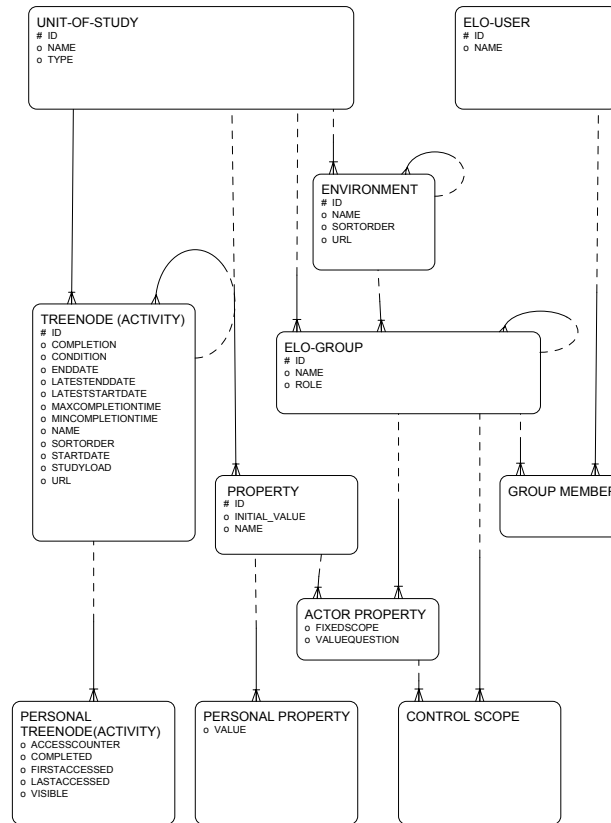 UNIT-OF-STUDY
# ID
o NAME
o TYPE
ELO-USER
# ID
o NAME
ENVIRONMENT
# ID
o NAME
o SORTORDER
o URL
TREENODE (ACTIVITY)
# ID
o COMPLETION
o CONDITION
o ENDDATE
o LATESTENDDATE
o LATESTSTARTDATE
o MAXCOMPLETIONTIME
o MINCOMPLETIONTIME
o NAME
o SORTORDER
o STARTDATE
o STUDYLOAD
o URL
ELO-GROUP
# ID
o NAME
o ROLE
PROPERTY
# ID
o INITIAL_VALUE
o NAME
GROUP MEMBER
ACTOR PROPERTY
o FIXEDSCOPE
o VALUEQUESTION
PERSONAL
TREENODE(ACTIVITY)
o ACCESSCOUNTER
o COMPLETED
o FIRSTACCESSED
o LASTACCESSED
o VISIBLE
PERSONAL PROPERTY
o VALUE
CONTROL SCOPE